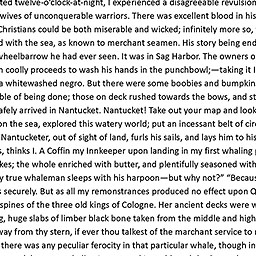 ted twelve-o'clock-at-night, I experienced a disagreeable revulsion
wives of unconquerable warriors. There was excellent blood in his
Christians could be both miserable and wicked; infinitely more so,
d with the sea, as known to merchant seamen. His story being end
wheelbarrow he had ever seen. It was in Sag Harbor. The owners o
n coolly proceeds to wash his hands in the punchbowl;—taking it I
a whitewashed negro. But there were some boobies and bumpkin
ble of being done; those on deck rushed towards the bows, and st
afely arrived in Nantucket. Nantucket! Take out your map and look
on the sea, explored this watery world; put an incessant belt of cir
Nantucketer, out of sight of land, furls his sails, and lays him to his
s, thinks I. A Coffin my Innkeeper upon landing in my first whaling
kes; the whole enriched with butter, and plentifully seasoned with
y true whaleman sleeps with his harpoon—but why not?" "Becaus
s securely. But as all my remonstrances produced no effect upon Q
spines of the three old kings of Cologne. Her ancient decks were w
g, huge slabs of limber black bone taken from the middle and high
way from thy stern, if ever thou talkest of the marchant service to
there was any peculiar ferocity in that particular whale, though in